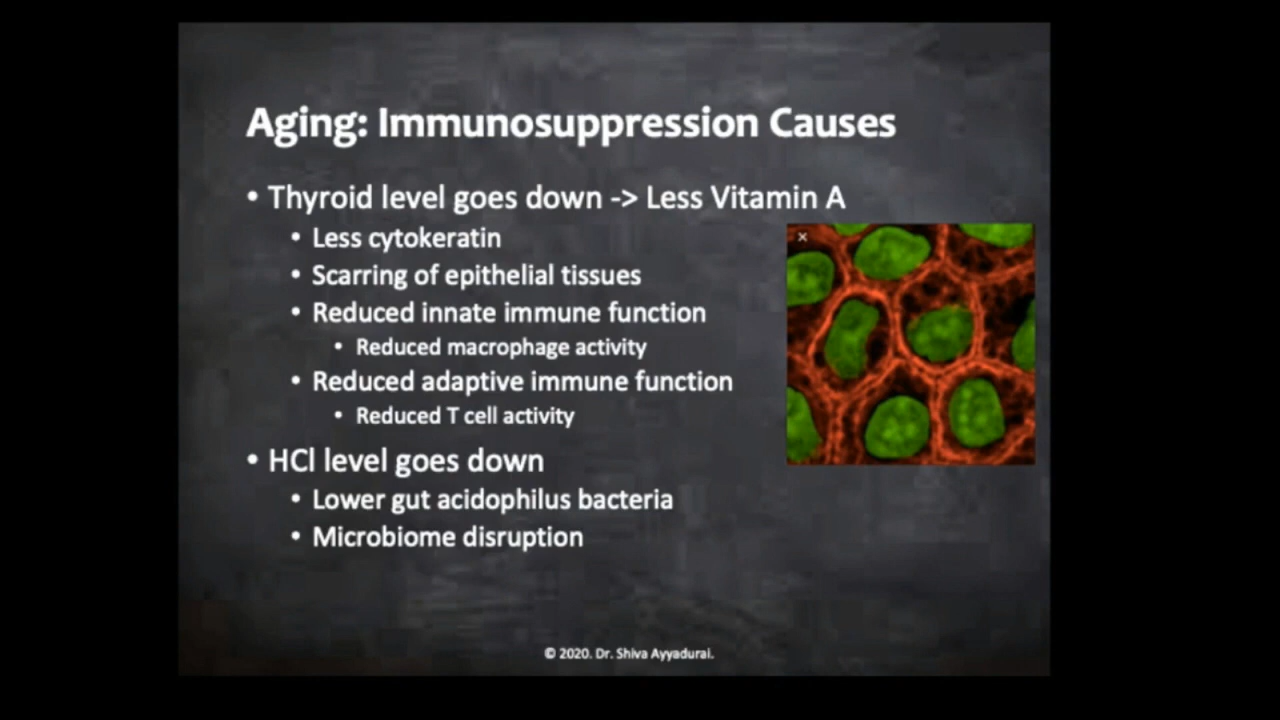 Aging: Immunosuppression Causes
• Thyroid level goes down -> Less Vitamin A
• Less cytokeratin
• Scarring of epithelial tissues
• Reduced innate immune function
• Reduced macrophage activity
• Reduced adaptive immune function
• Reduced T cell activity
• HCl level goes down
• Lower gut acidophilus bacteria
• Microbiome disruption
© 2020. Dr. Shiva Ayyadurai.